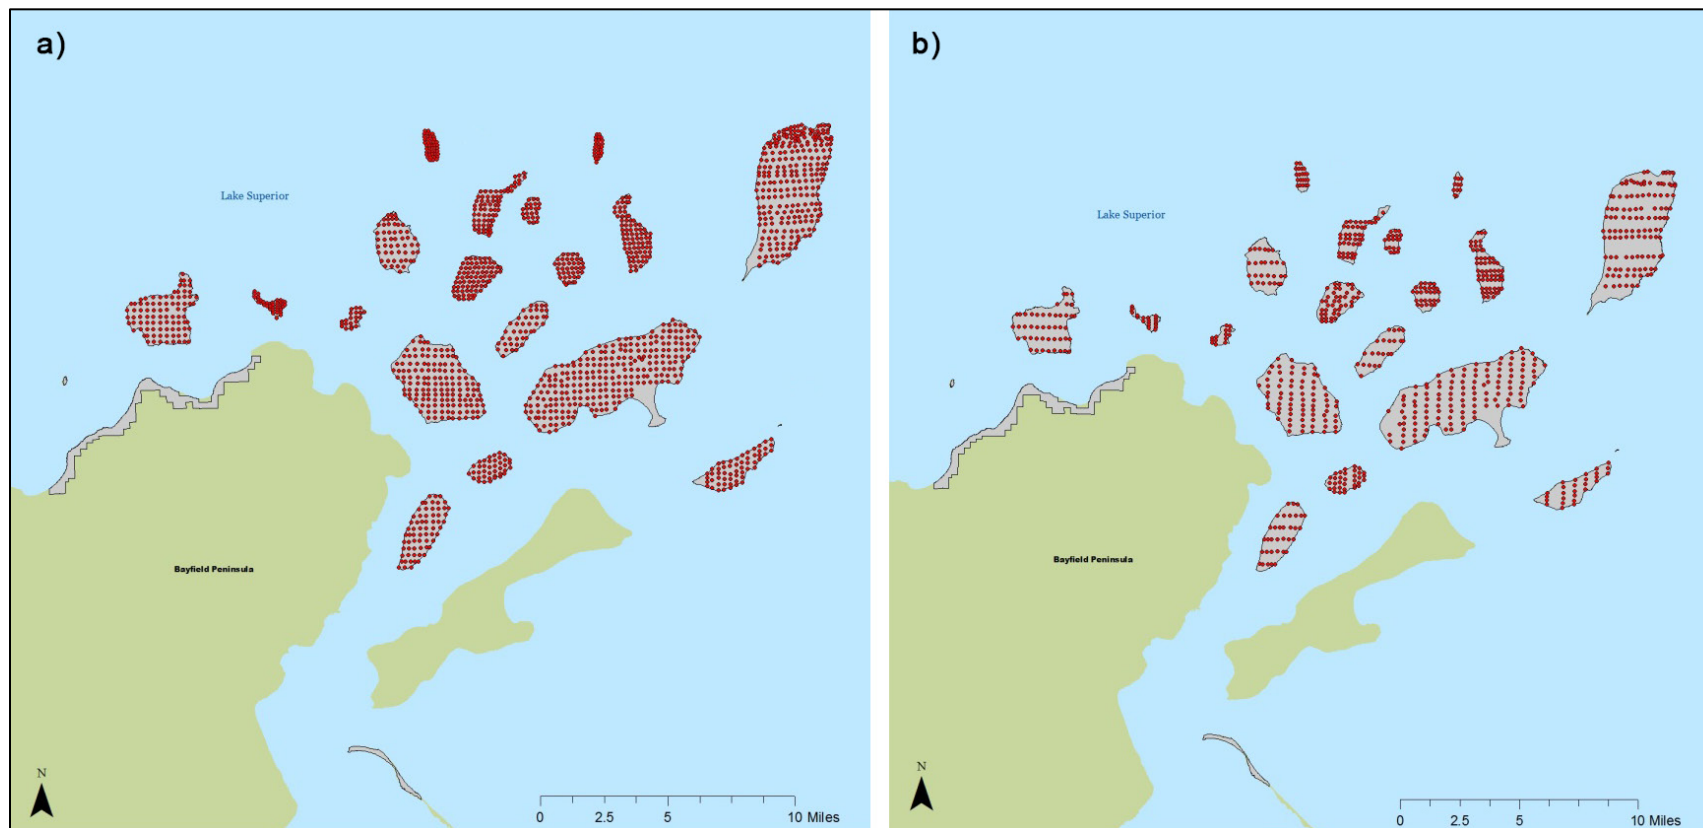 a)
Lake Superior
Bayfield Peninsula
N
0 2.5 5 10 Miles
b)
Lake Superior
Bayfield Peninsula
N
0 2.5 5 10 Miles